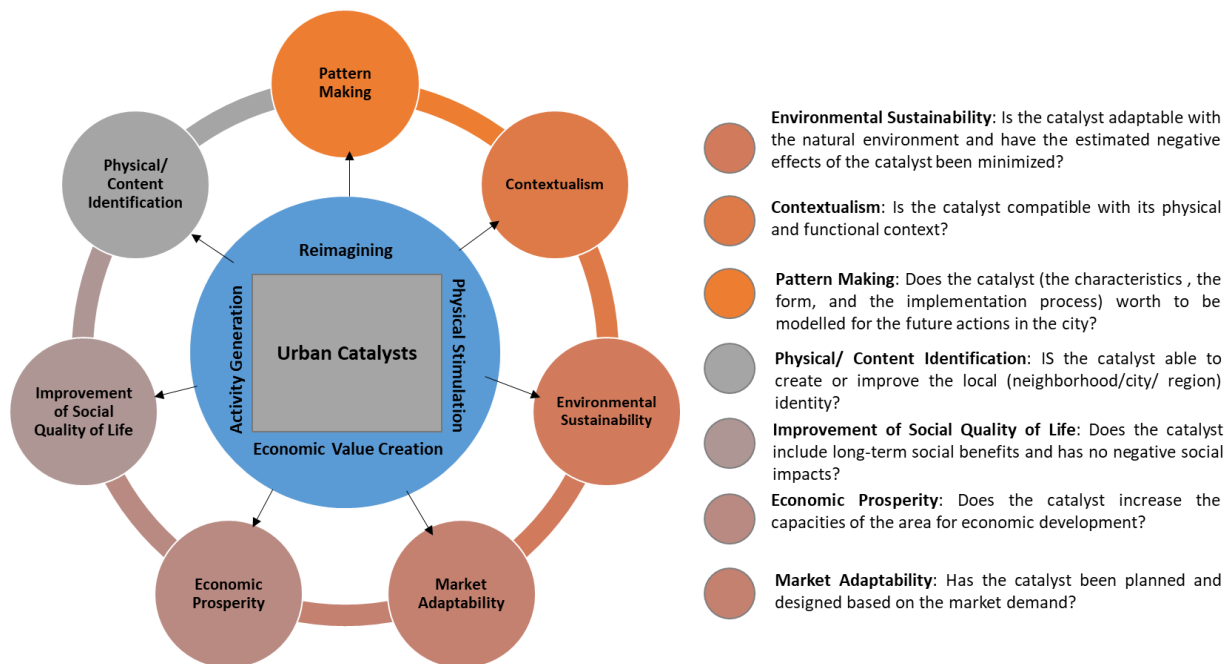 Pattern
Making
Physical/
Content
Identification
Contextualism
Reimagining
Activity Generation
Urban Catalysts
Physical Stimulation
Economic Value Creation
Improvement
of Social
Quality of Life
Environmental
Sustainability
Economic
Prosperity
Market
Adaptability
Environmental Sustainability: Is the catalyst adaptable with
the natural environment and have the estimated negative
effects of the catalyst been minimized?
Contextualism: Is the catalyst compatible with its physical
and functional context?
Pattern Making: Does the catalyst (the characteristics , the
form, and the implementation process) worth to be
modelled for the future actions in the city?
Physical/ Content Identification: IS the catalyst able to
create or improve the local (neighborhood/city/ region)
identity?
Improvement of Social Quality of Life: Does the catalyst
include long-term social benefits and has no negative social
impacts?
Economic Prosperity: Does the catalyst increase the
capacities of the area for economic development?
Market Adaptability: Has the catalyst been planned and
designed based on the market demand?